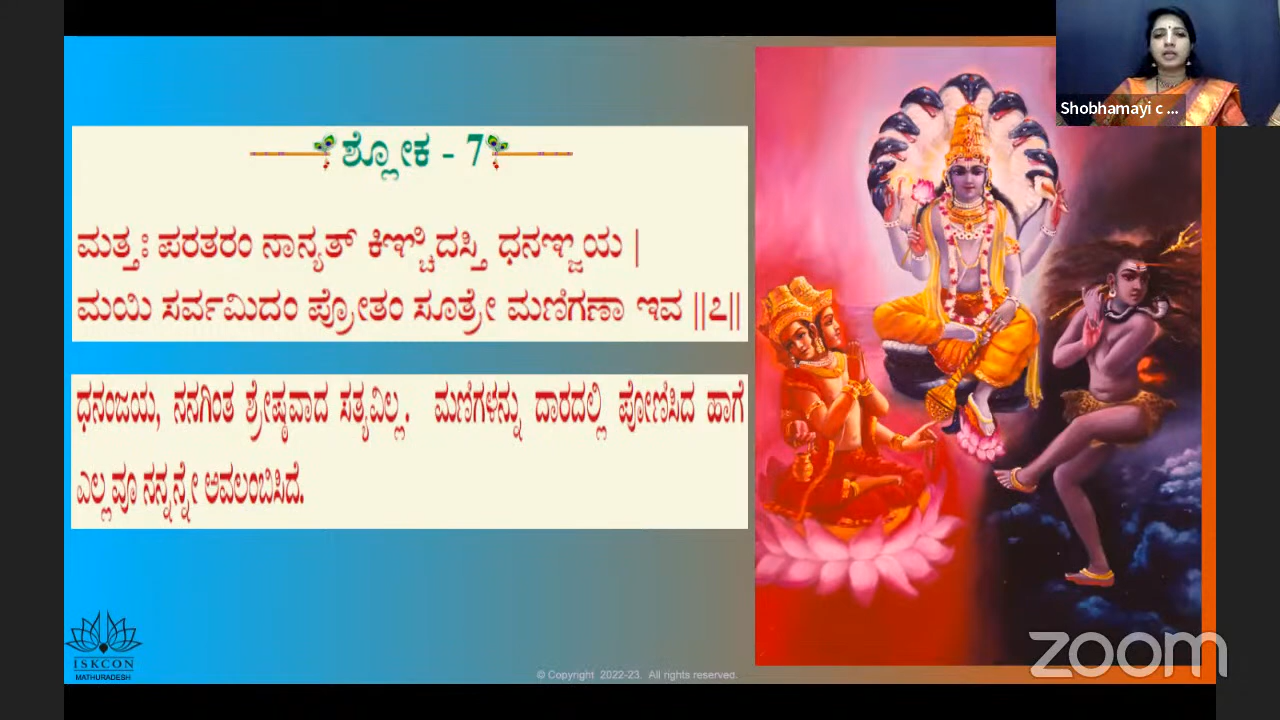 Shobhamayi c ...
ಶ್ಲೋಕ - 7
ಮತ್ತಃ ಪರತರಂ ನಾನ್ಯತ್ ಕಿಞ್ಚಿದಸ್ತಿ ಧನಞ್ಜಯ |
ಮಯಿ ಸರ್ವಮಿದಂ ಪ್ರೋತಂ ಸೂತ್ರೇ ಮಣಿಗಣಾ ಇವ ||೭||
ಧನಂಜಯ, ನನಗಿಂತ ಶ್ರೇಷ್ಠವಾದ ಸತ್ಯವಿಲ್ಲ. ಮಣಿಗಳನ್ನು ದಾರದಲ್ಲಿ ಪೋಣಿಸಿದ ಹಾಗೆ
ಎಲ್ಲವೂ ನನ್ನನ್ನೇ ಅವಲಂಬಿಸಿದೆ.
ISKCON
MATHURADESH
© Copyright 2022-23. All rights reserved.
zoom